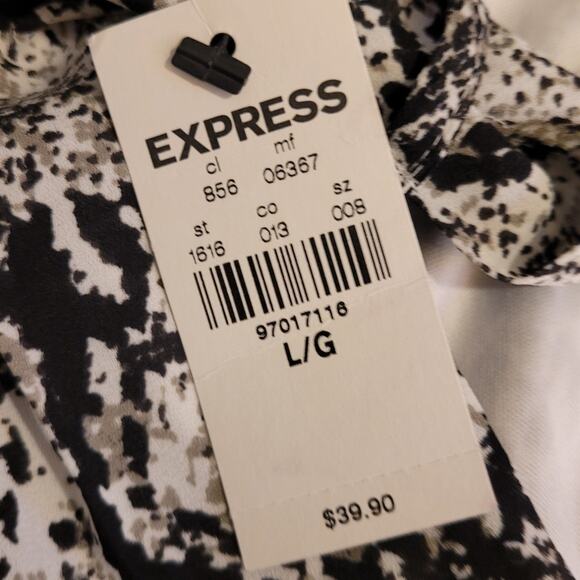 EXPRESS
cl mf
856 06367
st co sz
1616 013 008
97017116
L/G
$39.90